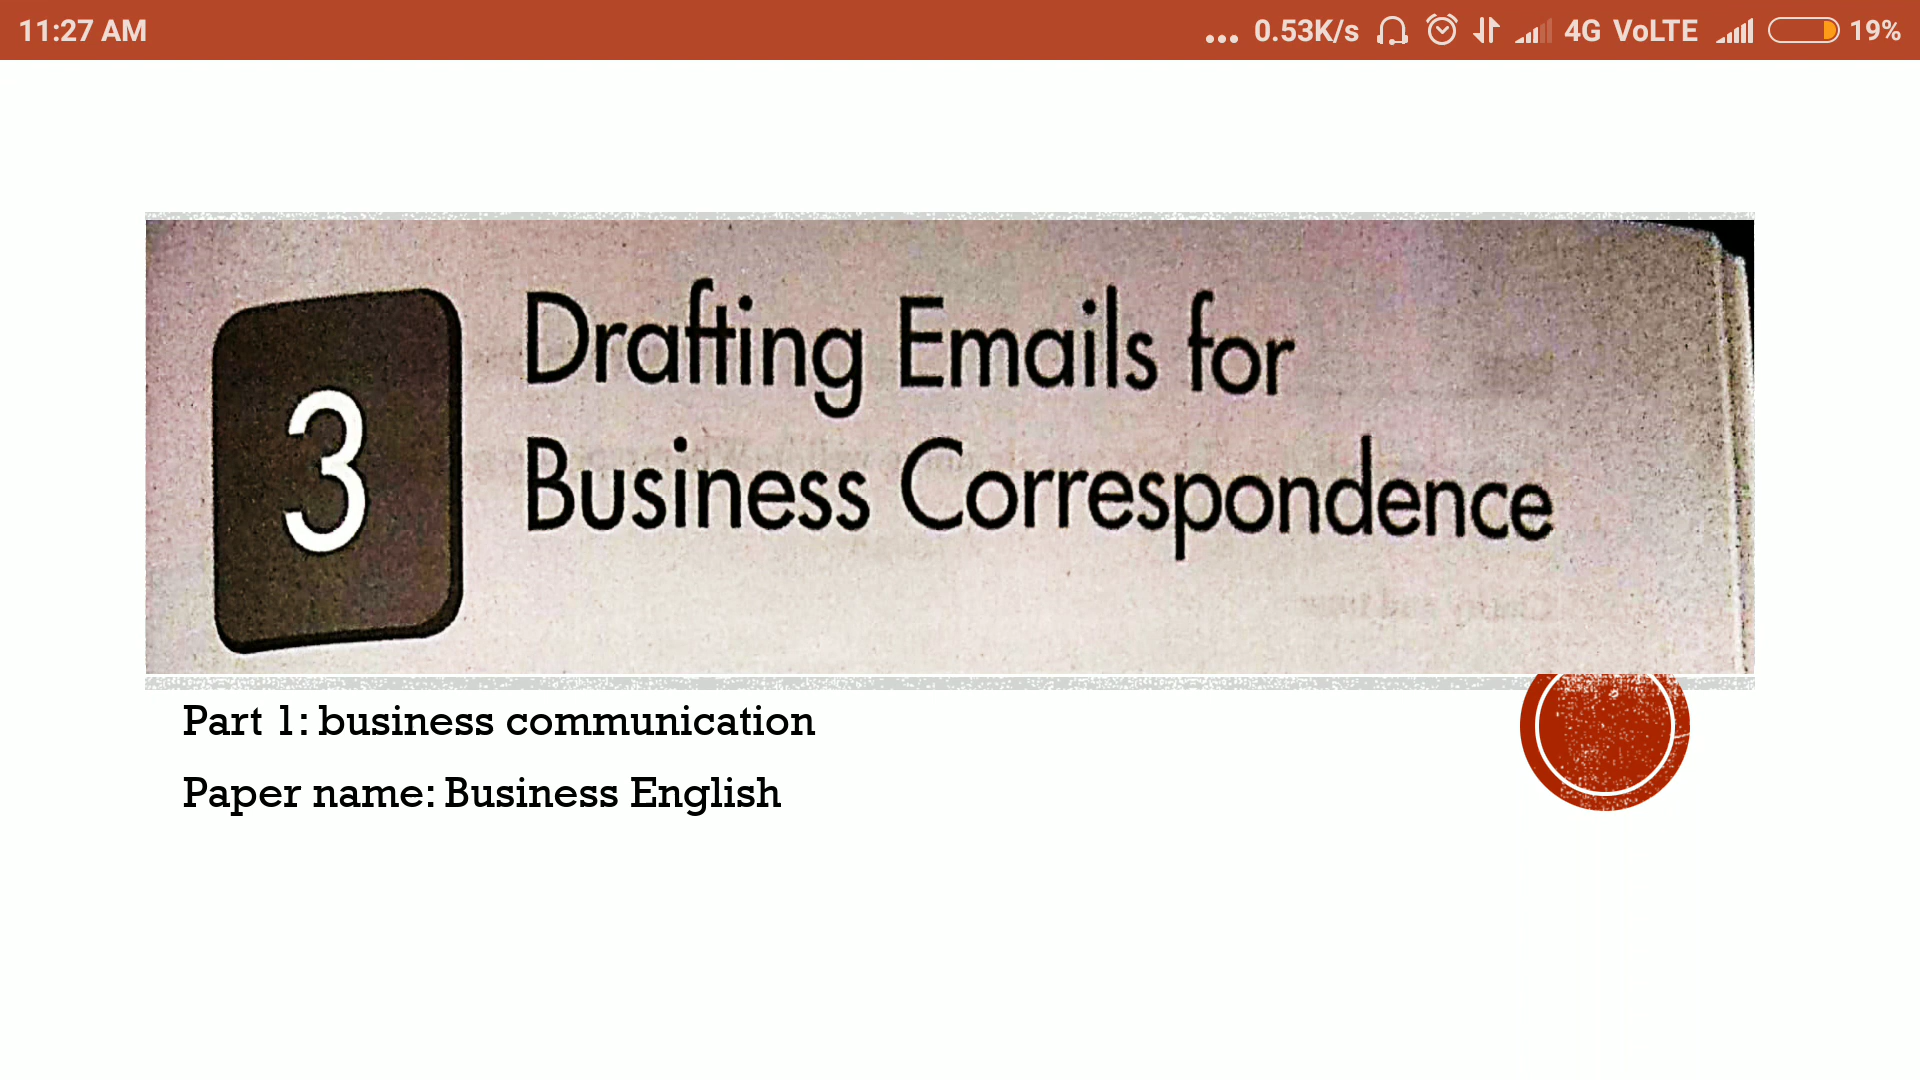 11:27 AM
... 0.53K/s 4G VoLTE 19%
3
Drafting Emails for
Business Correspondence
Part 1: business communication
Paper name: Business English